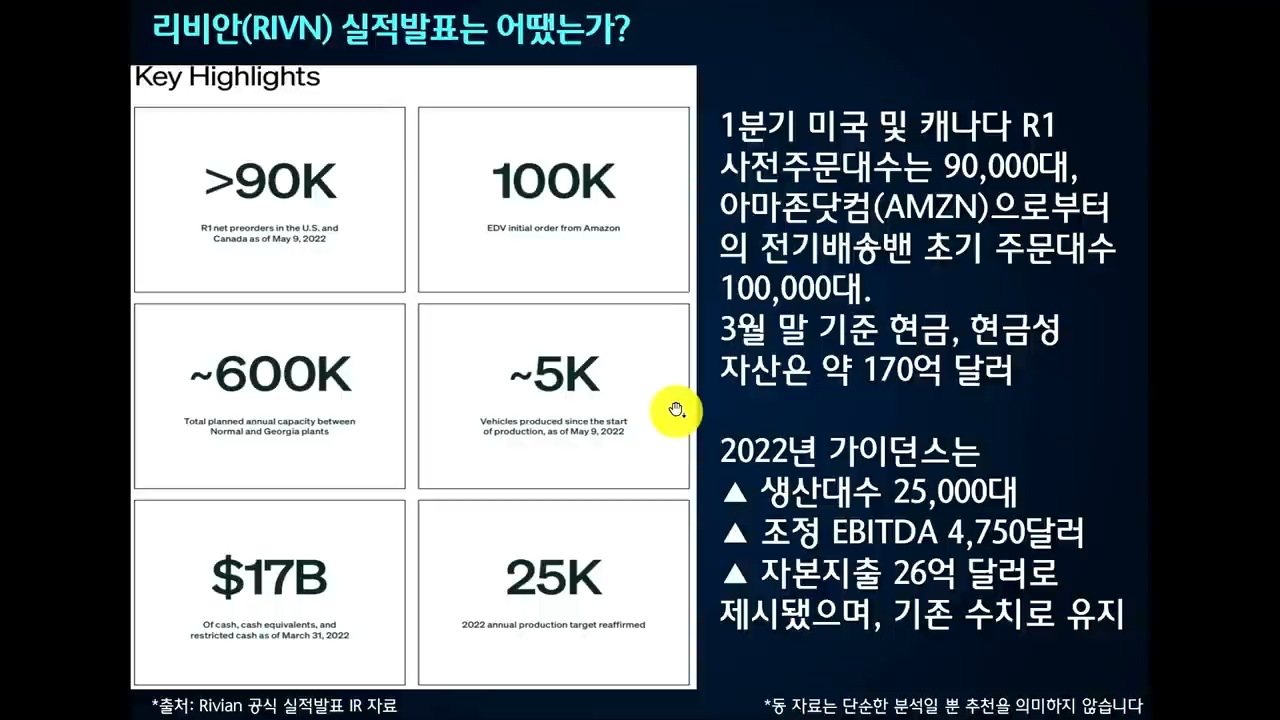 리비안(RIVN) 실적발표는 어땠는가?
Key Highlights
>90K
R1 net preorders in the U.S. and
Canada as of May 9, 2022
100K
EDV initial order from Amazon
~600K
Total planned annual capacity between
Normal and Georgia plants
~5K
Vehicles produced since the start
of production, as of May 9, 2022
$17B
Of cash, cash equivalents, and
restricted cash as of March 31, 2022
25K
2022 annual production target reaffirmed
1분기 미국 및 캐나다 R1
사전주문대수는 90,000대,
아마존닷컴(AMZN)으로부터
의 전기배송밴 초기 주문대수
100,000대.
3월 말 기준 현금, 현금성
자산은 약 170억 달러
2022년 가이던스는
▲ 생산대수 25,000대
▲ 조정 EBITDA 4,750달러
▲ 자본지출 26억 달러로
제시됐으며, 기존 수치로 유지
*출처: Rivian 공식 실적발표 IR 자료
*동 자료는 단순한 분석일 뿐 추천을 의미하지 않습니다